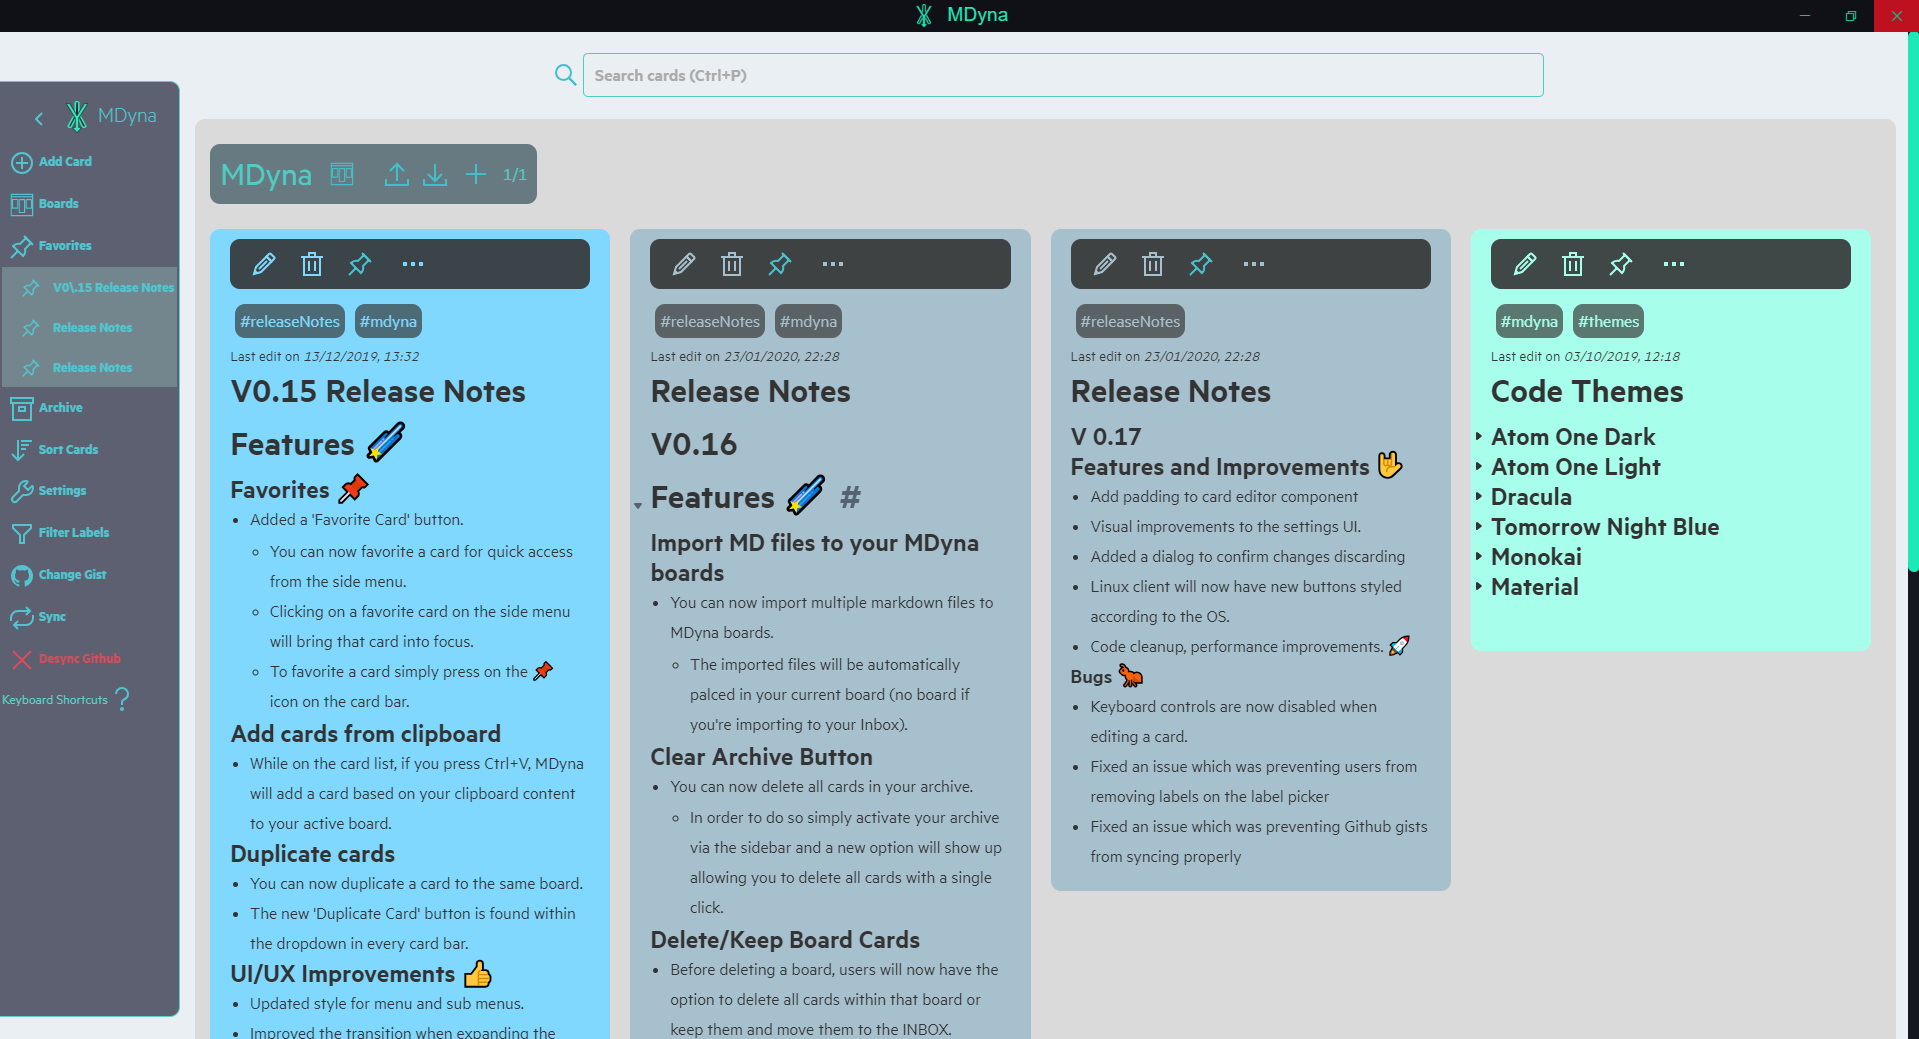 MDyna
Search cards (Ctrl+P)
MDyna
Add Card
Boards
Favorites
V0\.15 Release Notes
Release Notes
Release Notes
Archive
Sort Cards
Settings
Filter Labels
Change Gist
Sync
Desync Github
Keyboard Shortcuts ?
MDyna 1/1
#releaseNotes #mdyna
Last edit on 13/12/2019, 13:32
V0.15 Release Notes
Features
Favorites
• Added a 'Favorite Card' button.
◦ You can now favorite a card for quick access
from the side menu.
◦ Clicking on a favorite card on the side menu
will bring that card into focus.
◦ To favorite a card simply press on the 📌
icon on the card bar.
Add cards from clipboard
• While on the card list, if you press Ctrl+V, MDyna
will add a card based on your clipboard content
to your active board.
Duplicate cards
• You can now duplicate a card to the same board.
• The new 'Duplicate Card' button is found within
the dropdown in every card bar.
UI/UX Improvements 👍
• Updated style for menu and sub menus.
• Improved the transition when expanding the
#releaseNotes #mdyna
Last edit on 23/01/2020, 22:28
Release Notes
V0.16
Features #
Import MD files to your MDyna
boards
• You can now import multiple markdown files to
MDyna boards.
◦ The imported files will be automatically
palced in your current board (no board if
you're importing to your Inbox).
Clear Archive Button
• You can now delete all cards in your archive.
◦ In order to do so simply activate your archive
via the sidebar and a new option will show up
allowing you to delete all cards with a single
click.
Delete/Keep Board Cards
• Before deleting a board, users will now have the
option to delete all cards within that board or
keep them and move them to the INBOX.
#releaseNotes
Last edit on 23/01/2020, 22:28
Release Notes
V 0.17
Features and Improvements
• Add padding to card editor component
• Visual improvements to the settings UI.
• Added a dialog to confirm changes discarding
• Linux client will now have new buttons styled
according to the OS.
• Code cleanup, performance improvements. 🚀
Bugs
• Keyboard controls are now disabled when
editing a card.
• Fixed an issue which was preventing users from
removing labels on the label picker
• Fixed an issue which was preventing Github gists
from syncing properly
#mdyna #themes
Last edit on 03/10/2019, 12:18
Code Themes
Atom One Dark
Atom One Light
Dracula
Tomorrow Night Blue
Monokai
Material